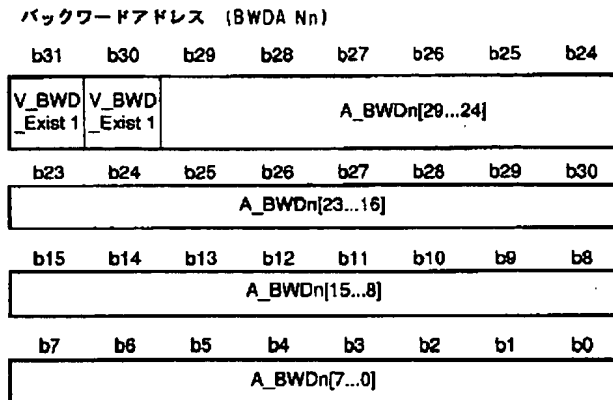 バックワードアドレス (BWDA Nn)
b31 b30 b29 b28 b27 b26 b25 b24
V_BWD V_BWD
_Exist 1 _Exist 1 A_BWDn[29...24]
b23 b24 b25 b26 b27 b28 b29 b30
A_BWDn[23...16]
b15 b14 b13 b12 b11 b10 b9 b8
A_BWDn[15...8]
b7 b6 b5 b4 b3 b2 b1 b0
A_BWDn[7...0]